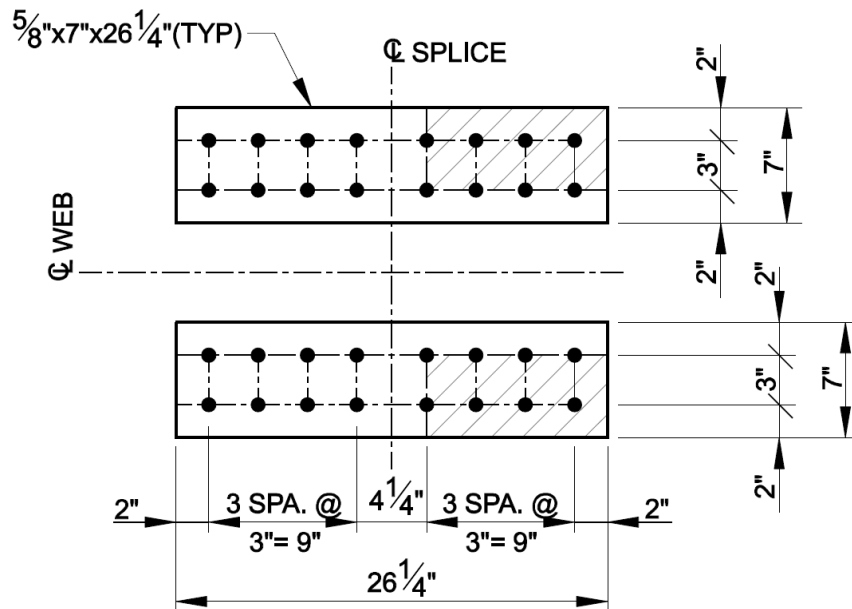 5/8"x7"x26 1/4"(TYP)
℄ SPLICE
2"
3"
7"
2"
℄ WEB
2"
3"
7"
2"
2"
3 SPA. @
3"= 9"
4 1/4"
3 SPA. @
3"= 9"
2"
26 1/4"